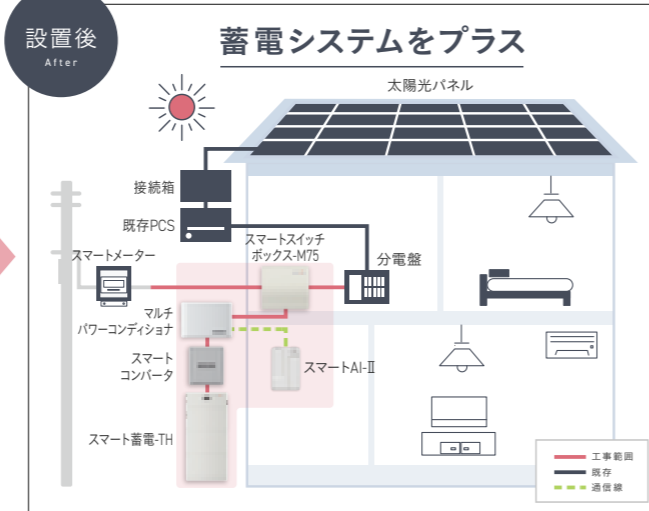 設置後
After
蓄電システムをプラス
太陽光パネル
接続箱
既存PCS
スマートメーター
スマートスイッチ
ボックス-M75
分電盤
マルチ
パワーコンディショナ
スマート
コンバータ
スマートAI-Ⅱ
スマート蓄電-TH
工事範囲
既存
通信線